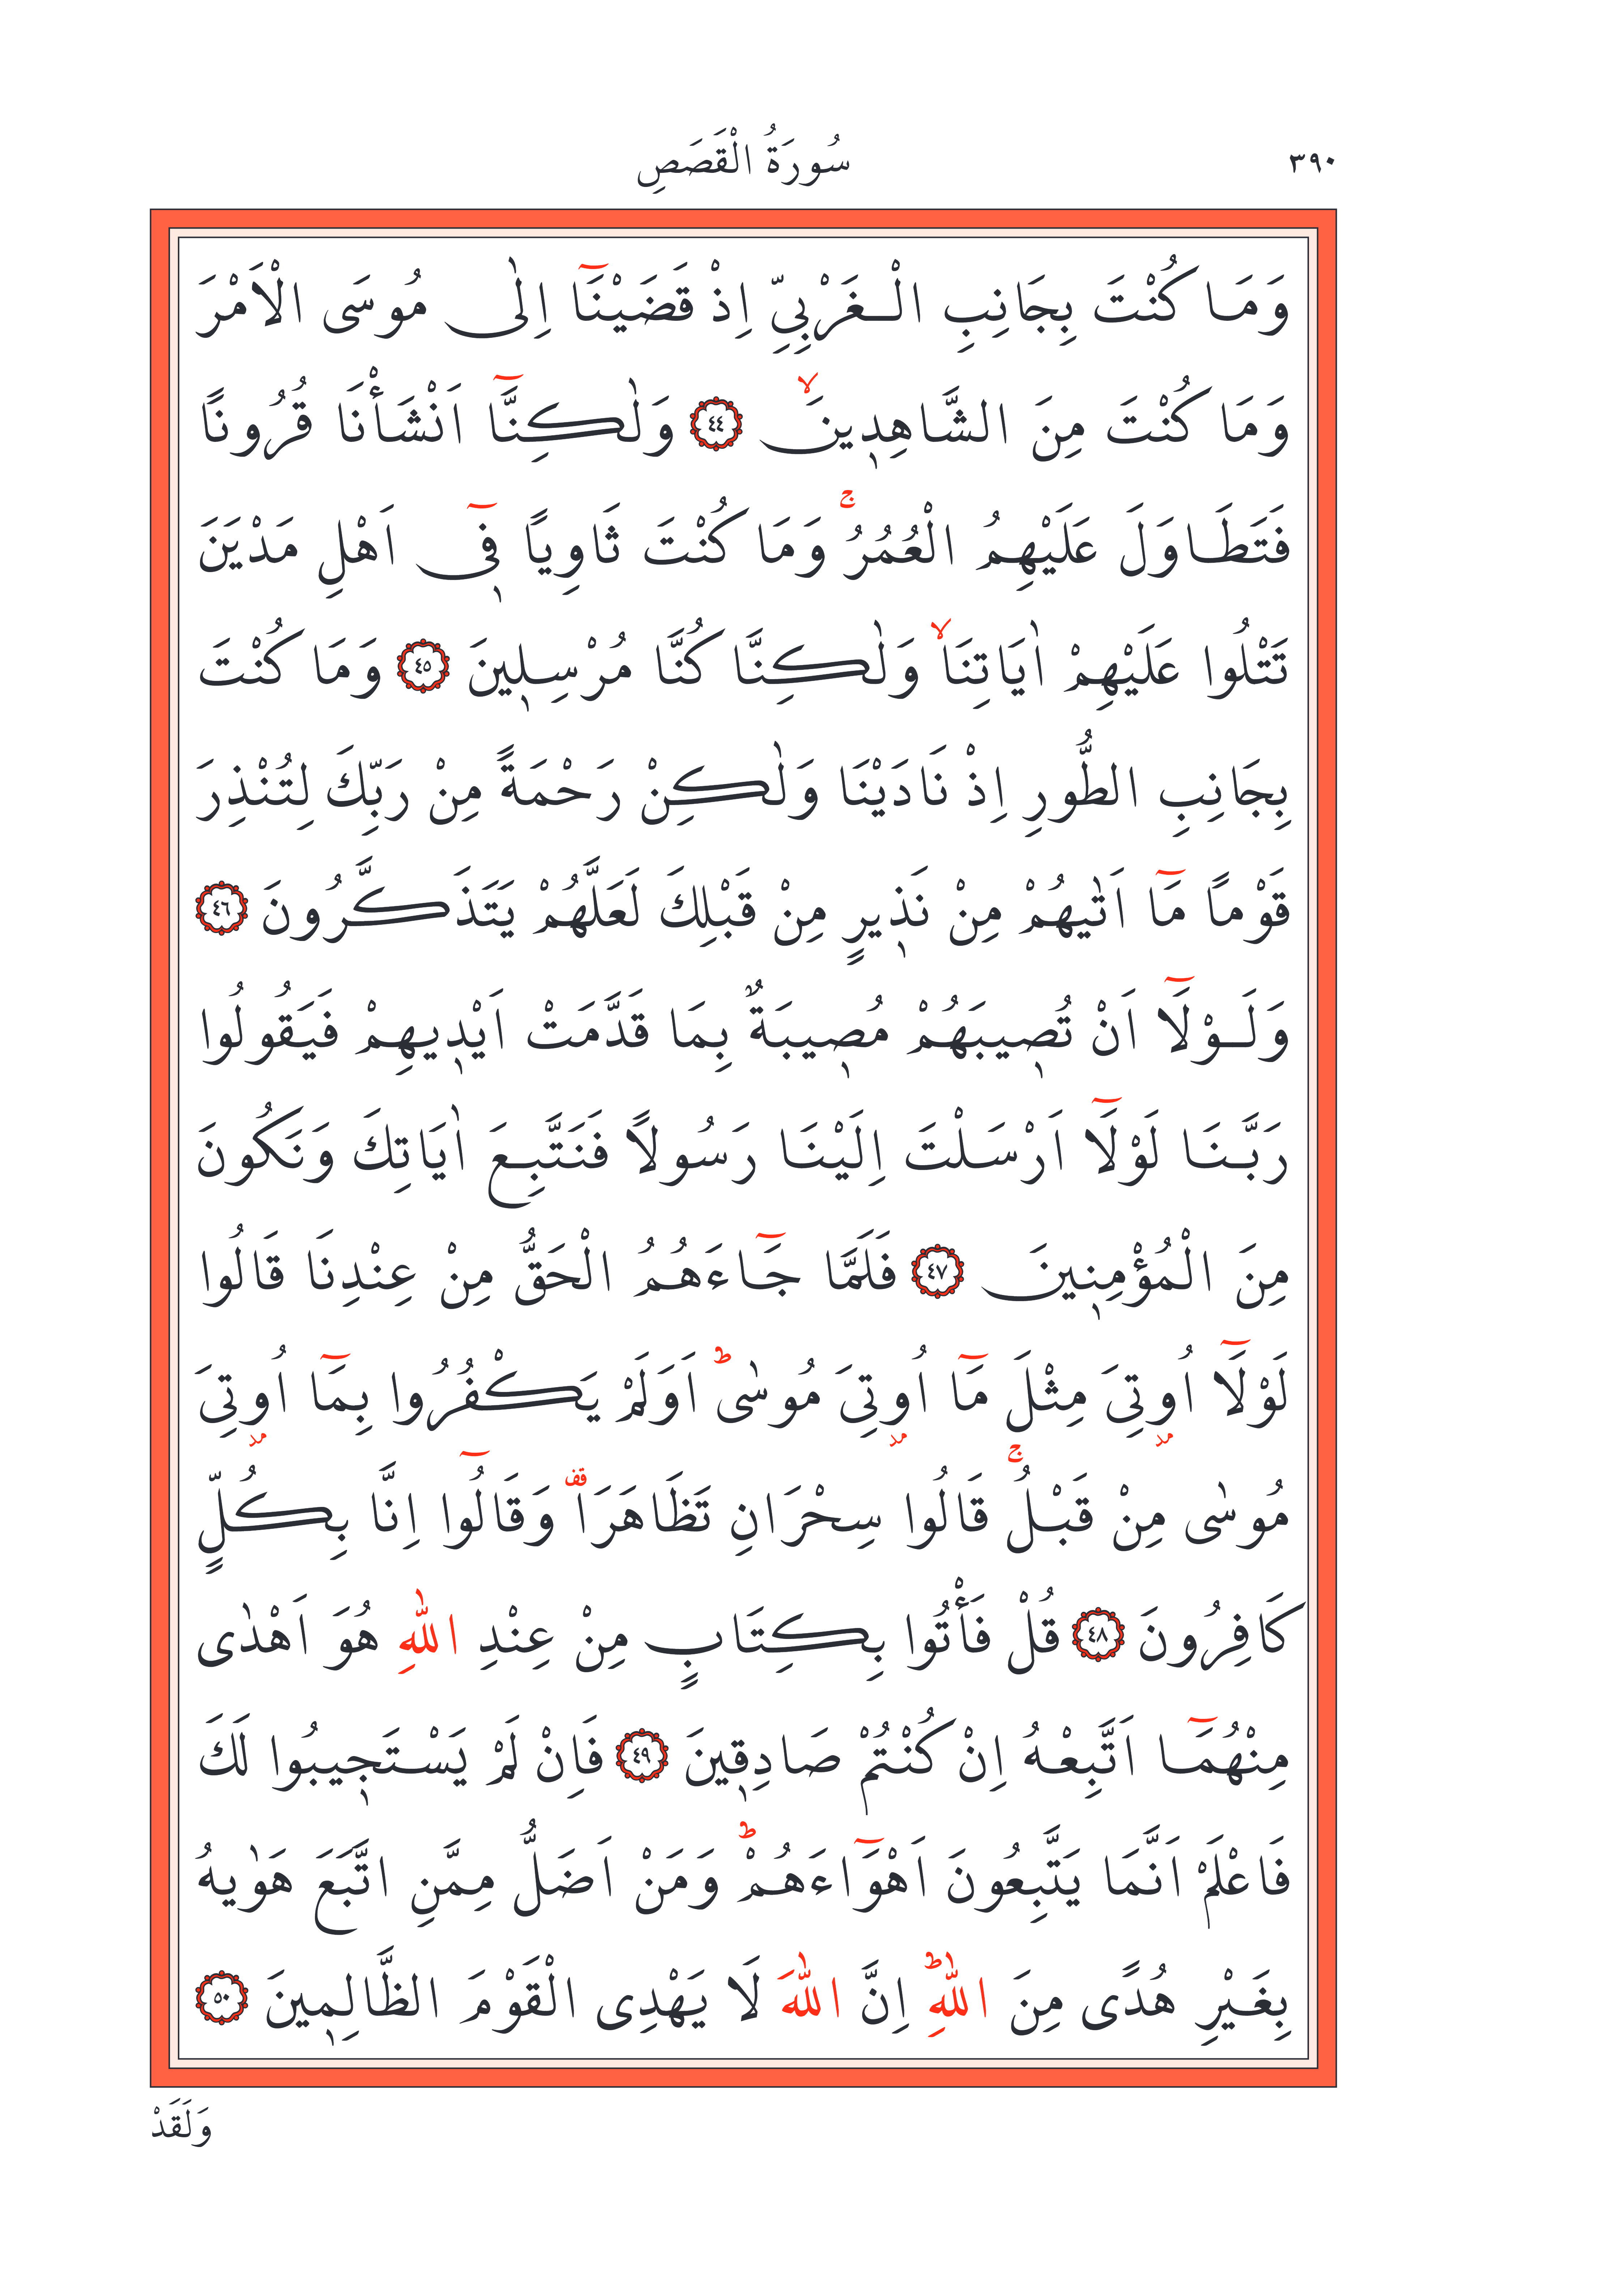 ٣٩٠
سُورَةُ الْقَصَصِ
وَمَا كُنْتَ بِجَانِبِ الْغَرْبِيِّ اِذْ قَضَيْنَٓا اِلٰى مُوسَى الْاَمْرَ
وَمَا كُنْتَ مِنَ الشَّاهِد۪ينَۙ ﴿٤٤﴾ وَلٰكِنَّٓا اَنْشَأْنَا قُرُونًا
فَتَطَاوَلَ عَلَيْهِمُ الْعُمُرُۚ وَمَا كُنْتَ ثَاوِيًا ف۪ٓى اَهْلِ مَدْيَنَ
تَتْلُوا عَلَيْهِمْ اٰيَاتِنَاۙ وَلٰكِنَّا كُنَّا مُرْسِل۪ينَ ﴿٤٥﴾ وَمَا كُنْتَ
بِجَانِبِ الطُّورِ اِذْ نَادَيْنَا وَلٰكِنْ رَحْمَةً مِنْ رَبِّكَ لِتُنْذِرَ
قَوْمًا مَٓا اَتٰيهُمْ مِنْ نَذ۪يرٍ مِنْ قَبْلِكَ لَعَلَّهُمْ يَتَذَكَّرُونَ ﴿٤٦﴾
وَلَوْلَٓا اَنْ تُص۪يبَهُمْ مُص۪يبَةٌ بِمَا قَدَّمَتْ اَيْد۪يهِمْ فَيَقُولُوا
رَبَّنَا لَوْلَٓا اَرْسَلْتَ اِلَيْنَا رَسُولًا فَنَتَّبِعَ اٰيَاتِكَ وَنَكُونَ
مِنَ الْمُؤْمِن۪ينَ ﴿٤٧﴾ فَلَمَّا جَٓاءَهُمُ الْحَقُّ مِنْ عِنْدِنَا قَالُوا
لَوْلَٓا اُو۫تِىَ مِثْلَ مَٓا اُو۫تِىَ مُوسٰىۜ اَوَلَمْ يَكْفُرُوا بِمَٓا اُو۫تِىَ
مُوسٰى مِنْ قَبْلُۚ قَالُوا سِحْرَانِ تَظَاهَرَا۠ وَقَالُٓوا اِنَّا بِكُلٍّ
كَافِرُونَ ﴿٤٨﴾ قُلْ فَأْتُوا بِكِتَابٍ مِنْ عِنْدِ اللّٰهِ هُوَ اَهْدٰى
مِنْهُمَٓا اَتَّبِعْهُ اِنْ كُنْتُمْ صَادِق۪ينَ ﴿٤٩﴾ فَاِنْ لَمْ يَسْتَج۪يبُوا لَكَ
فَاعْلَمْ اَنَّمَا يَتَّبِعُونَ اَهْوَٓاءَهُمْۜ وَمَنْ اَضَلُّ مِمَّنِ اتَّبَعَ هَوٰيهُ
بِغَيْرِ هُدًى مِنَ اللّٰهِۜ اِنَّ اللّٰهَ لَا يَهْدِى الْقَوْمَ الظَّالِم۪ينَ ﴿٥٠﴾
وَلَقَدْ